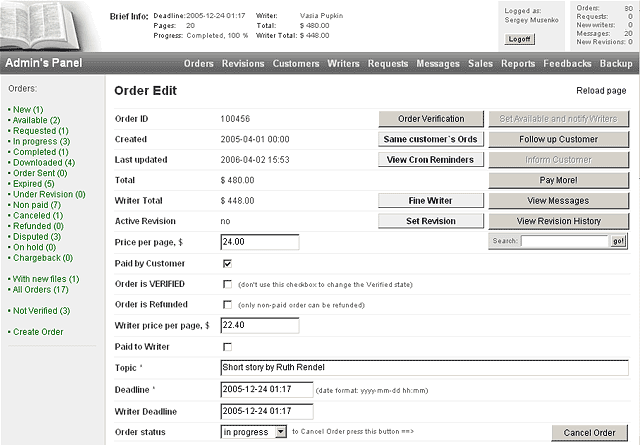 Brief Info: Deadline: 2005-12-24 01:17 Writer: Vasia Pupkin
Pages: 20 Total: $ 480.00
Progress: Completed, 100 % Writer Total: $ 448.00
Logged as:
Sergey Musenko
Logoff
Orders: 80
Requests: 0
New writers: 0
Messages: 20
New Revisions: 0
Admin's Panel
Orders Revisions Customers Writers Requests Messages Sales Reports Feedbacks Backup
Orders:
New (1)
Available (2)
Requested (1)
In progress (3)
Completed (1)
Downloaded (4)
Order Sent (0)
Expired (5)
Under Revision (0)
Non paid (7)
Canceled (1)
Refunded (0)
Disputed (3)
On hold (0)
Chargeback (0)
With new files (1)
All Orders (17)
Not Verified (3)
Create Order
Order Edit Reload page
Order ID 100456 Order Verification Set Available and notify Writers
Created 2005-04-01 00:00 Same customer`s Ords Follow up Customer
Last updated 2006-04-02 15:53 View Cron Reminders Inform Customer
Total $ 480.00 Pay More!
Writer Total $ 448.00 Fine Writer View Messages
Active Revision no Set Revision View Revision History
Price per page, $ 24.00 Search: go!
Paid by Customer
Order is VERIFIED (don't use this checkbox to change the Verified state)
Order is Refunded (only non-paid order can be refunded)
Writer price per page, $ 22.40
Paid to Writer
Topic * Short story by Ruth Rendel
Deadline * 2005-12-24 01:17 (date format: yyyy-mm-dd hh:mm)
Writer Deadline 2005-12-24 01:17
Order status in progress to Cancel Order press this button ==> Cancel Order